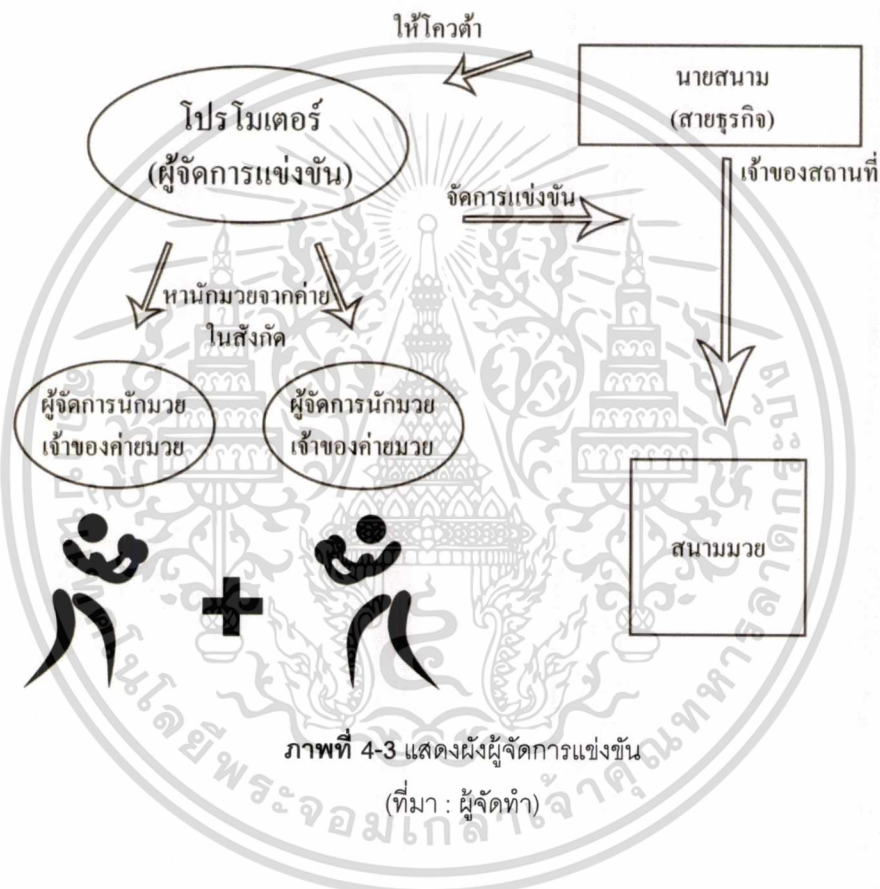 ให้โควต้า
นายสนาม
(สายธุรกิจ)
โปรโมเตอร์
(ผู้จัดการแข่งขัน)
เจ้าของสถานที่
จัดการแข่งขัน
หานักมวยจากค่าย
ในสังกัด
ผู้จัดการนักมวย
เจ้าของค่ายมวย
ผู้จัดการนักมวย
เจ้าของค่ายมวย
สนามมวย
ภาพที่ 4-3 แสดงผังผู้จัดการแข่งขัน
(ที่มา : ผู้จัดทำ)